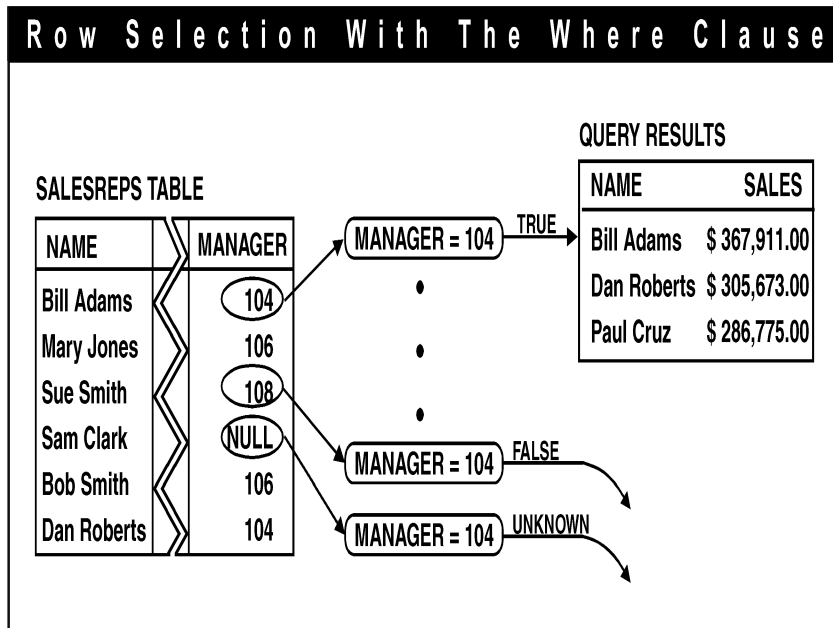 Row Selection With The Where Clause
QUERY RESULTS
NAME SALES
Bill Adams $ 367,911.00
Dan Roberts $ 305,673.00
Paul Cruz $ 286,775.00
SALESREPS TABLE
NAME MANAGER
Bill Adams 104
Mary Jones 106
Sue Smith 108
Sam Clark NULL
Bob Smith 106
Dan Roberts 104
MANAGER = 104 TRUE
MANAGER = 104 FALSE
MANAGER = 104 UNKNOWN